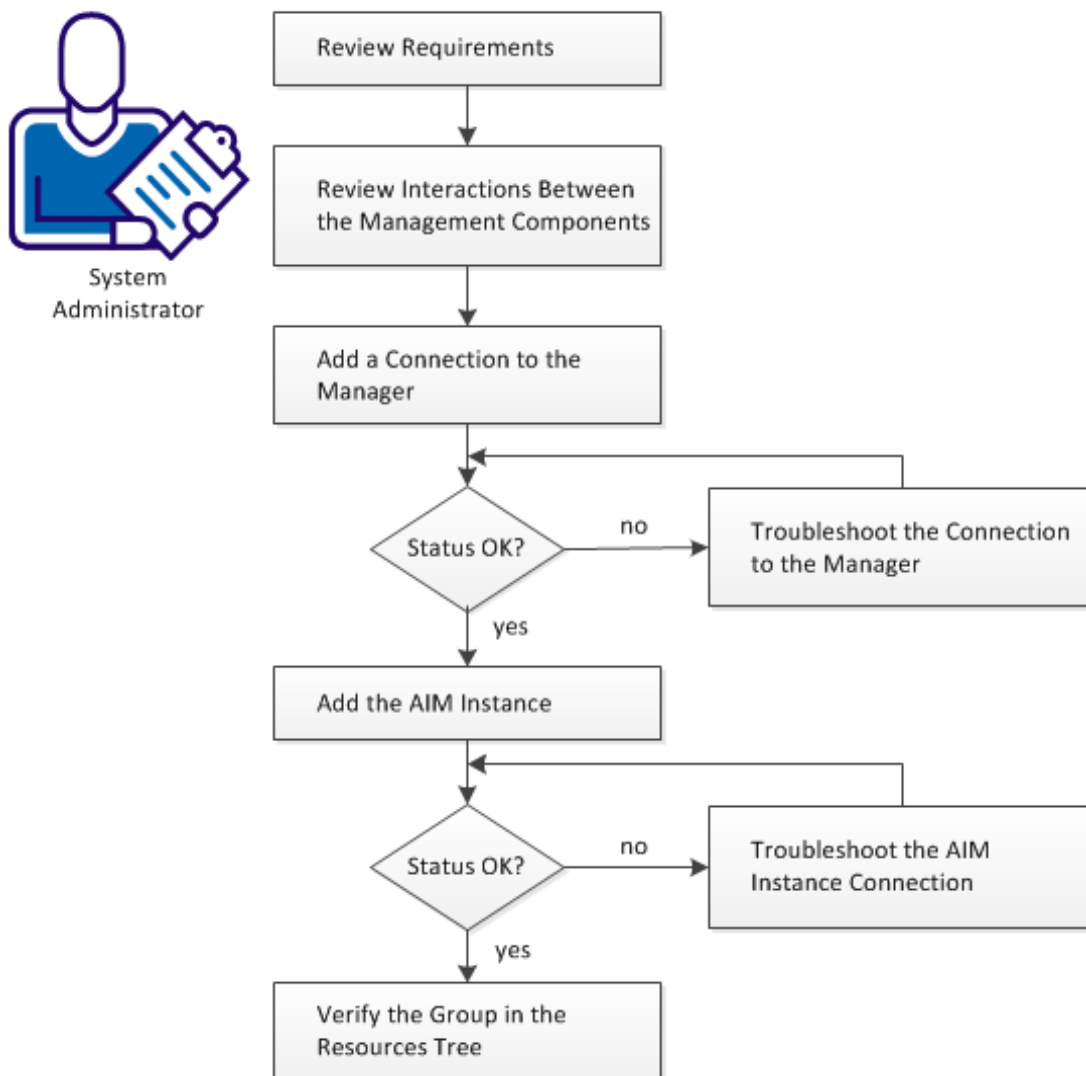 Review Requirements
Review Interactions Between
the Management Components
System
Administrator
Add a Connection to the
Manager
Status OK?
no
Troubleshoot the Connection
to the Manager
yes
Add the AIM Instance
Status OK?
no
Troubleshoot the AIM
Instance Connection
yes
Verify the Group in the
Resources Tree